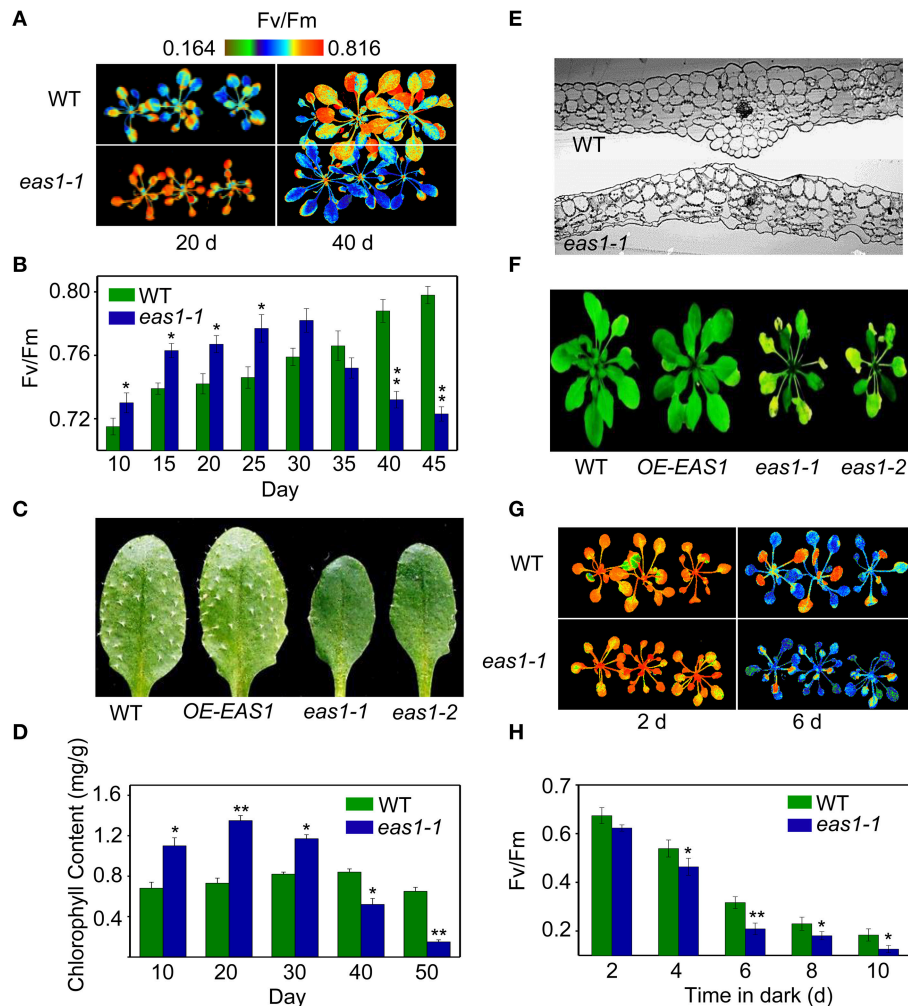 A
Fv/Fm
0.164 0.816
WT
eas1-1
20 d 40 d
B
Fv/Fm
0.80
0.76
0.72
WT
eas1-1
* * * * ** **
10 15 20 25 30 35 40 45
Day
C
WT OE-EAS1 eas1-1 eas1-2
D
Chlorophyll Content (mg/g)
1.6
1.2
0.8
0.4
WT
eas1-1
* ** * * **
10 20 30 40 50
Day
E
WT
eas1-1
F
WT OE-EAS1 eas1-1 eas1-2
G
WT
eas1-1
2 d 6 d
H
Fv/Fm
0.7
0.6
0.4
0.2
WT
eas1-1
* ** * *
2 4 6 8 10
Time in dark (d)